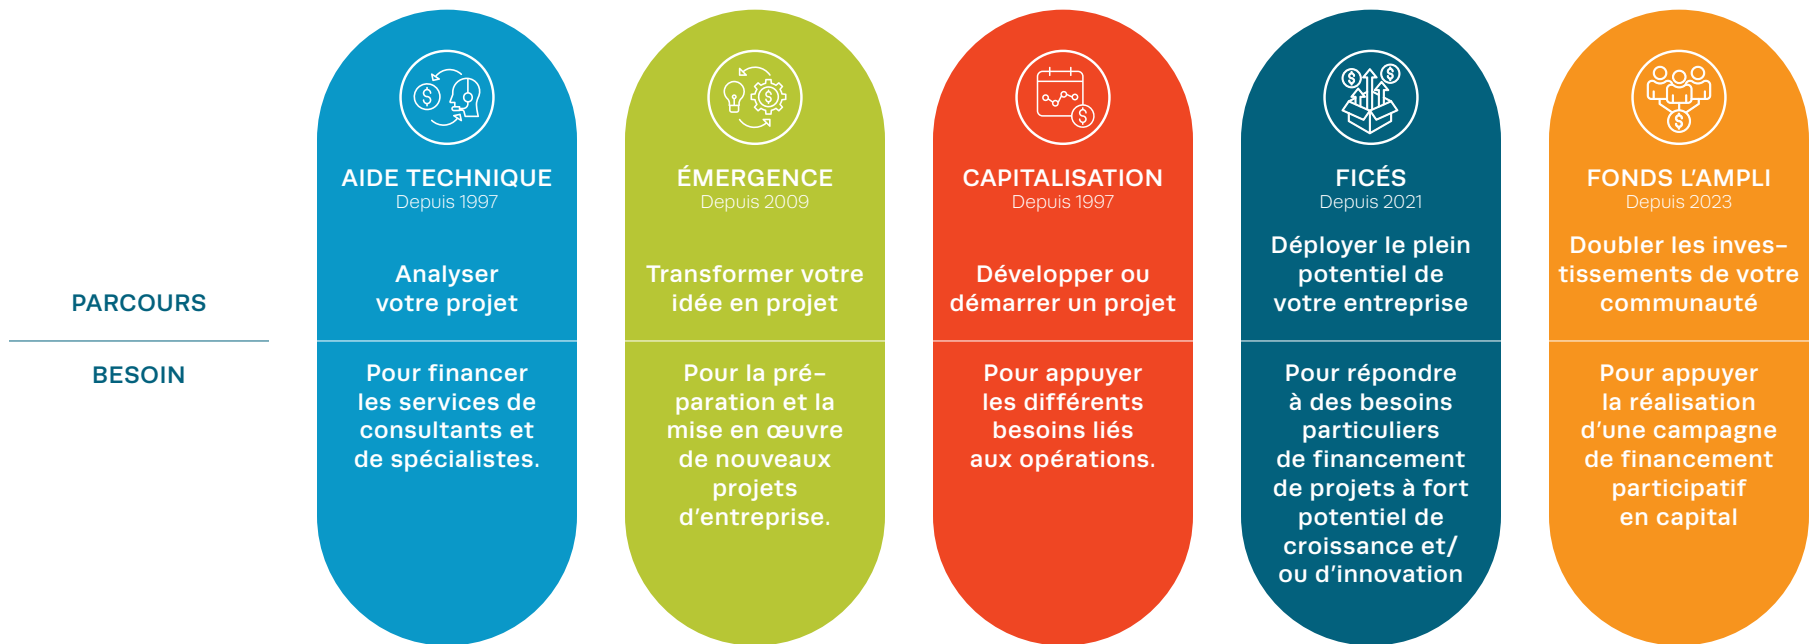 PARCOURS
BESOIN
AIDE TECHNIQUE
Depuis 1997
Analyser
votre projet
Pour financer
les services de
consultants et
de spécialistes.
ÉMERGENCE
Depuis 2009
Transformer votre
idée en projet
Pour la pré-
paration et la
mise en œuvre
de nouveaux
projets
d'entreprise.
CAPITALISATION
Depuis 1997
Développer ou
démarrer un projet
Pour appuyer
les différents
besoins liés
aux opérations.
FICÉS
Depuis 2021
Déployer le plein
potentiel de
votre entreprise
Pour répondre
à des besoins
particuliers
de financement
de projets à fort
potentiel de
croissance et/
ou d'innovation
FONDS L'AMPLI
Depuis 2023
Doubler les inves-
tissements de votre
communauté
Pour appuyer
la réalisation
d'une campagne
de financement
participatif
en capital